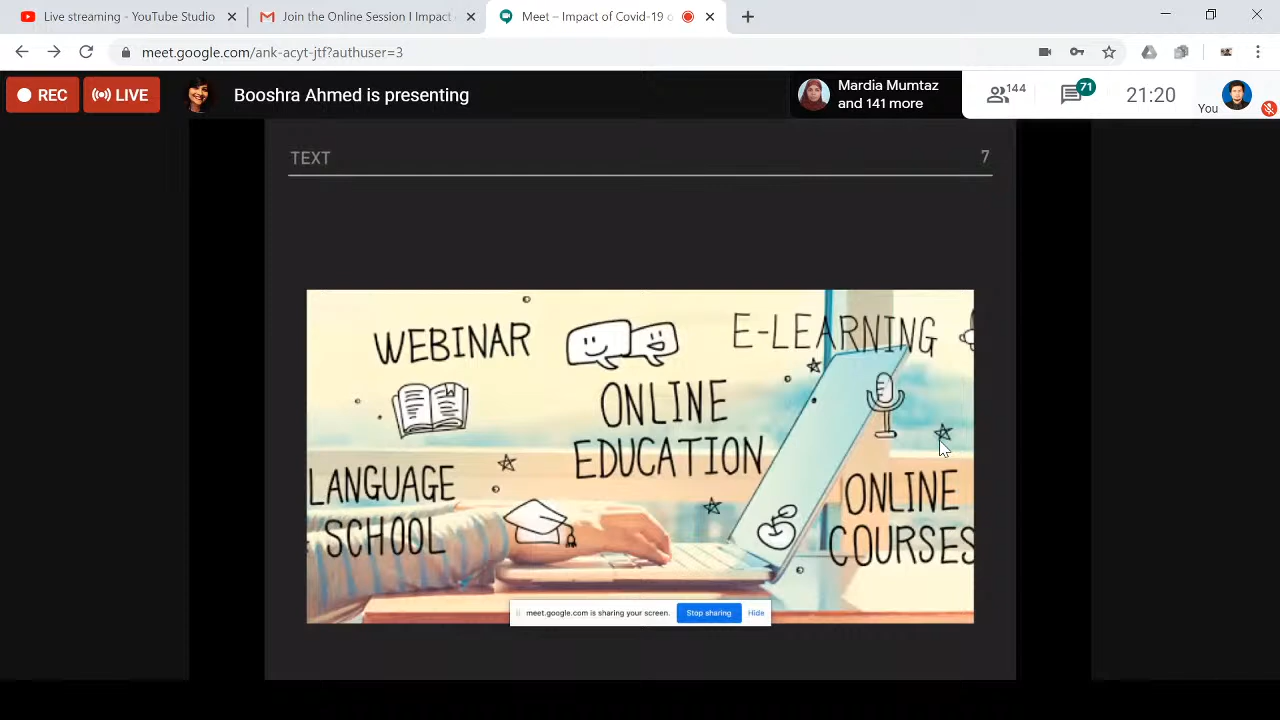 Live streaming - YouTube Studio
Join the Online Session I Impact
Meet – Impact of Covid-19 o
meet.google.com/ank-acyt-jtf?authuser=3
REC
LIVE
Booshra Ahmed is presenting
Mardia Mumtaz
and 141 more
144
71
21:20
You
TEXT
7
WEBINAR
E-LEARNING
ONLINE
EDUCATION
LANGUAGE
SCHOOL
ONLINE
COURSES
meet.google.com is sharing your screen.
Stop sharing
Hide